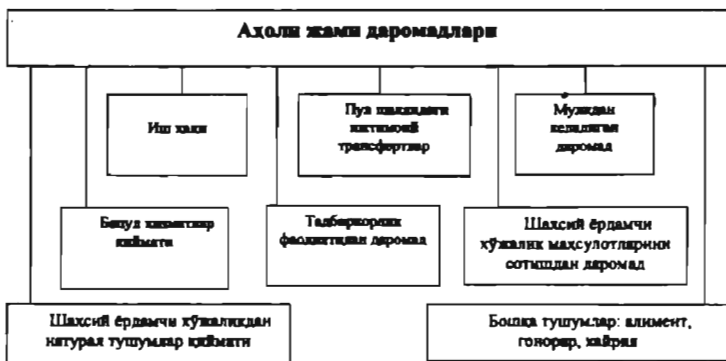 Аҳоли жами даромадлари
Иш ҳақи
Пул шаклидаги
ижтимоий
трансфертлар
Мулкдан
келадиган
даромад
Бепул хизматлар
қиймати
Тадбиркорлик
фаолиятидан даромад
Шахсий ёрдамчи
хўжалик маҳсулотларини
сотишдан даромад
Шахсий ёрдамчи хўжаликдан
натурал тушумлар қиймати
Бошқа тушумлар: алимент,
гонорар, хайрия